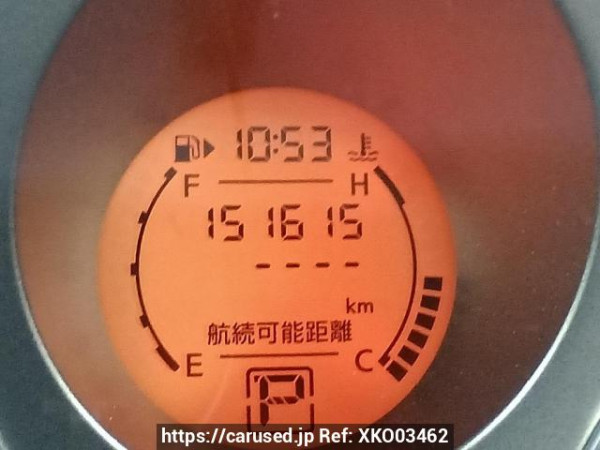 10:53
F H
151615
----
km
航続可能距離
E C
P
https://carused.jp Ref: XKO03462